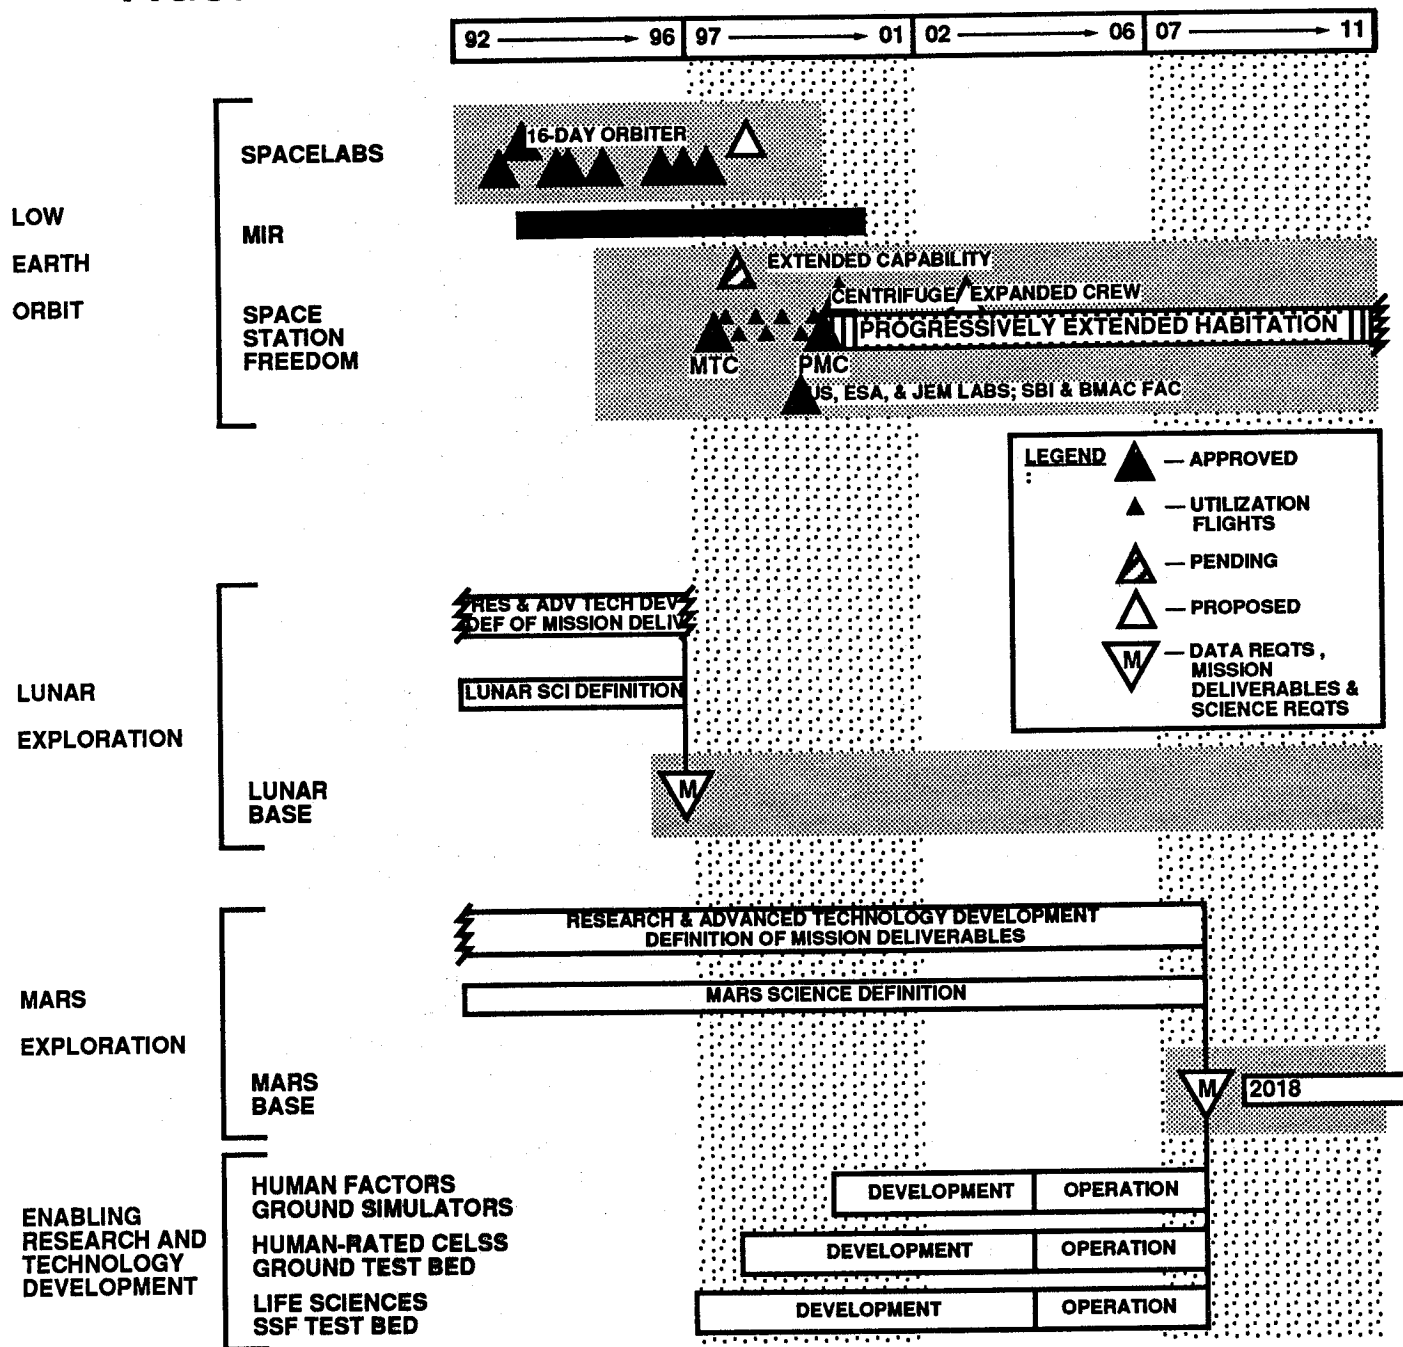 92 96 97 01 02 06 07 11
SPACELABS
16-DAY ORBITER
LOW
EARTH
ORBIT
MIR
SPACE
STATION
FREEDOM
EXTENDED CAPABILITY
CENTRIFUGE EXPANDED CREW
PROGRESSIVELY EXTENDED HABITATION
MTC PMC
US, ESA, & JEM LABS; SBI & BMAC FAC
LEGEND :
— APPROVED
— UTILIZATION
FLIGHTS
— PENDING
— PROPOSED
M — DATA REQTS ,
MISSION
DELIVERABLES &
SCIENCE REQTS
LUNAR
EXPLORATION
RES & ADV TECH DEV
DEF OF MISSION DELIV
LUNAR SCI DEFINITION
LUNAR
BASE
M
MARS
EXPLORATION
RESEARCH & ADVANCED TECHNOLOGY DEVELOPMENT
DEFINITION OF MISSION DELIVERABLES
MARS SCIENCE DEFINITION
MARS
BASE
M
2018
ENABLING
RESEARCH AND
TECHNOLOGY
DEVELOPMENT
HUMAN FACTORS
GROUND SIMULATORS
DEVELOPMENT OPERATION
HUMAN-RATED CELSS
GROUND TEST BED
DEVELOPMENT OPERATION
LIFE SCIENCES
SSF TEST BED
DEVELOPMENT OPERATION